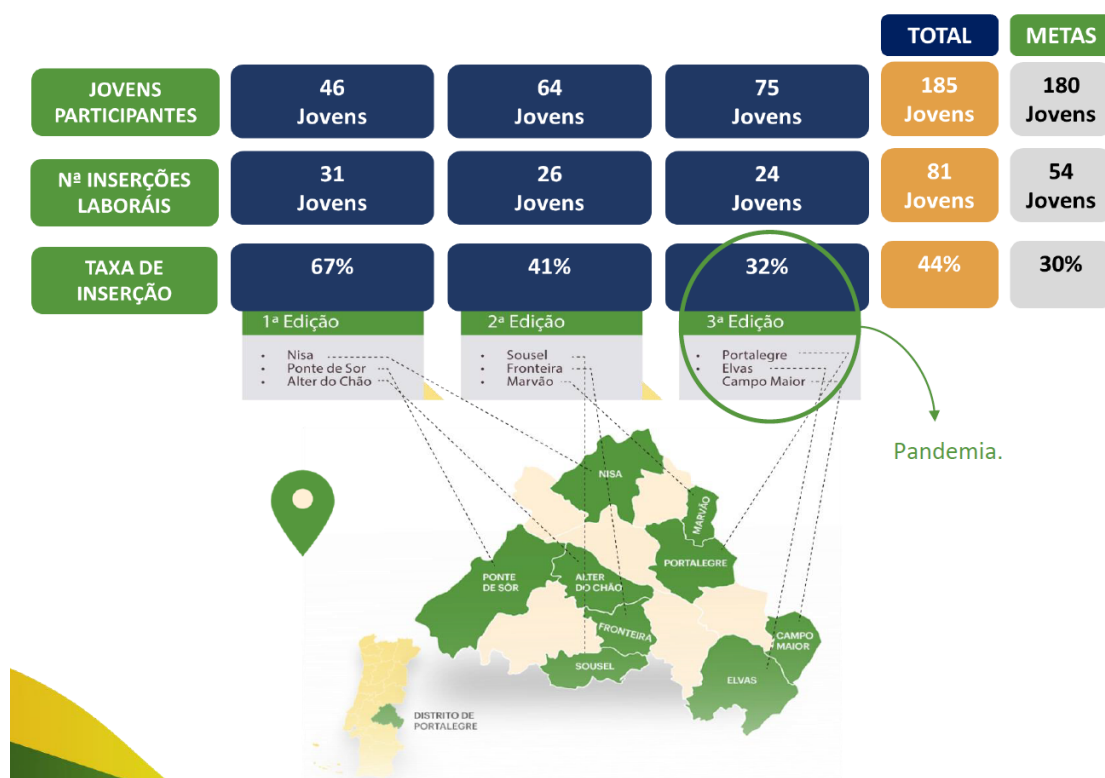 TOTAL
METAS
JOVENS
PARTICIPANTES
46
Jovens
64
Jovens
75
Jovens
185
Jovens
180
Jovens
Nª INSERÇÕES
LABORÁIS
31
Jovens
26
Jovens
24
Jovens
81
Jovens
54
Jovens
TAXA DE
INSERÇÃO
67%
41%
32%
44%
30%
1ª Edição
• Nisa
• Ponte de Sor
• Alter do Chão
2ª Edição
• Sousel
• Fronteira
• Marvão
3ª Edição
• Portalegre
• Elvas
• Campo Maior
Pandemia.
NISA
MARVÃO
PORTALEGRE
PONTE
DE SÔR
ALTER
DO CHÃO
FRONTEIRA
CAMPO
MAIOR
SOUSEL
ELVAS
DISTRITO DE
PORTALEGRE